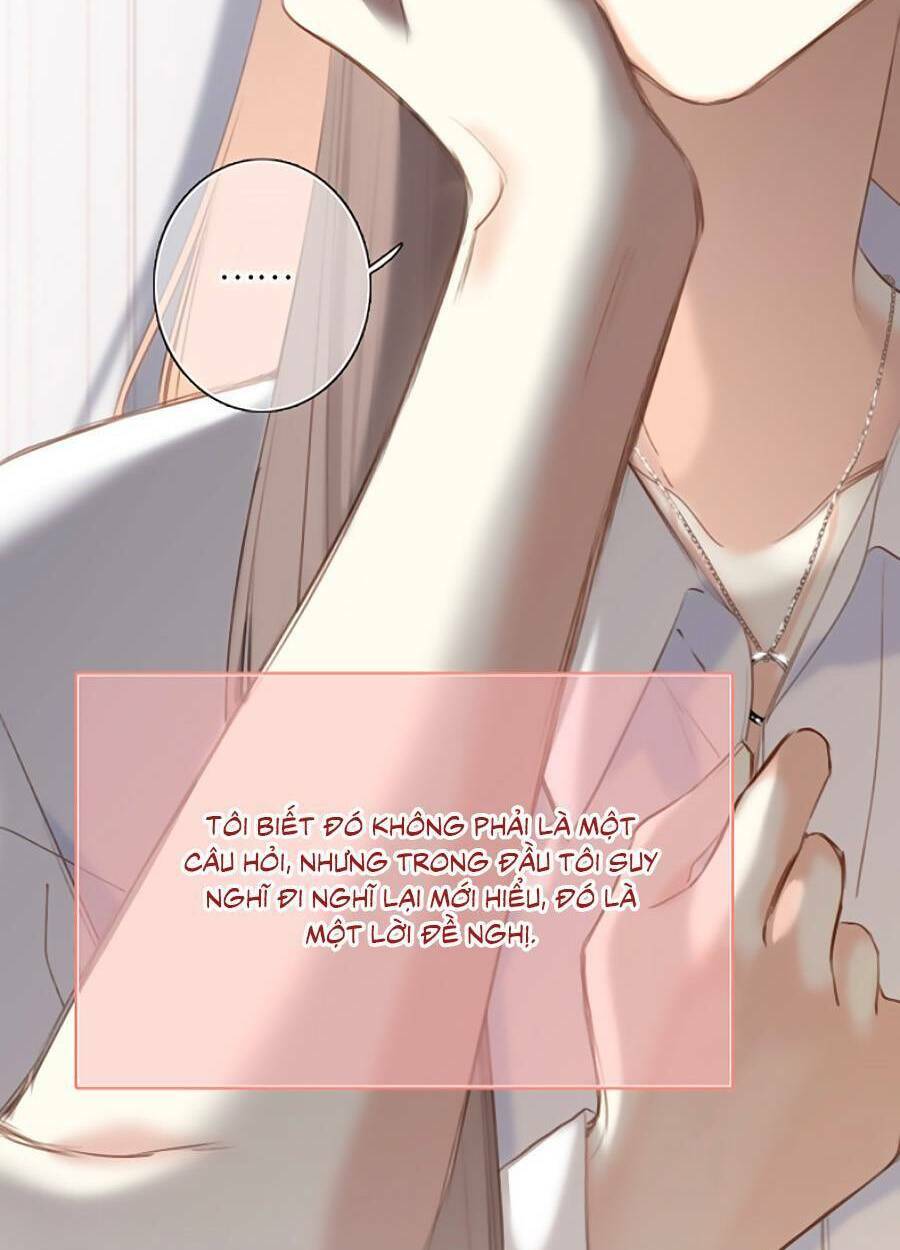 ......
TÔI BIẾT ĐÓ KHÔNG PHẢI LÀ MỘT
CÂU HỎI, NHƯNG TRONG ĐẦU TÔI SUY
NGHĨ ĐI NGHĨ LẠI MỚI HIỂU, ĐÓ LÀ
MỘT LỜI ĐỀ NGHỊ.